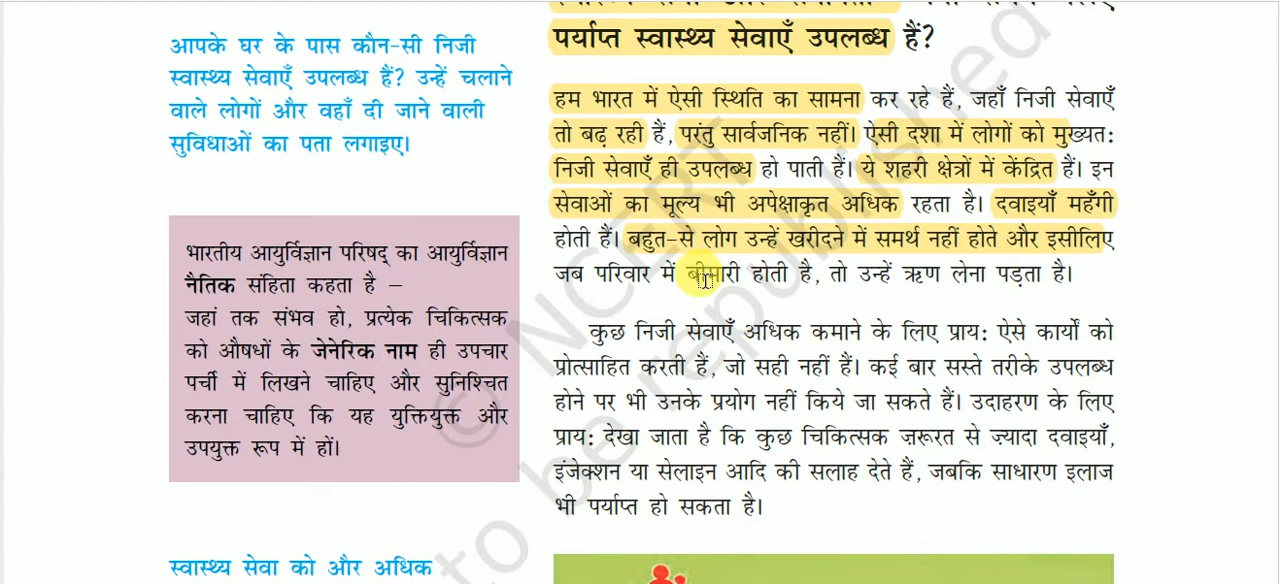 आपके घर के पास कौन-सी निजी
स्वास्थ्य सेवाएँ उपलब्ध हैं? उन्हें चलाने
वाले लोगों और वहाँ दी जाने वाली
सुविधाओं का पता लगाइए।
भारतीय आयुर्विज्ञान परिषद् का आयुर्विज्ञान
नैतिक संहिता कहता है –
जहां तक संभव हो, प्रत्येक चिकित्सक
को औषधों के जेनेरिक नाम ही उपचार
पर्ची में लिखने चाहिए और सुनिश्चित
करना चाहिए कि यह युक्तियुक्त और
उपयुक्त रूप में हों।
स्वास्थ्य सेवा को और अधिक
पर्याप्त स्वास्थ्य सेवाएँ उपलब्ध हैं?
हम भारत में ऐसी स्थिति का सामना कर रहे हैं, जहाँ निजी सेवाएँ
तो बढ़ रही हैं, परंतु सार्वजनिक नहीं। ऐसी दशा में लोगों को मुख्यत:
निजी सेवाएँ ही उपलब्ध हो पाती हैं। ये शहरी क्षेत्रों में केंद्रित हैं। इन
सेवाओं का मूल्य भी अपेक्षाकृत अधिक रहता है। दवाइयाँ महँगी
होती हैं। बहुत-से लोग उन्हें खरीदने में समर्थ नहीं होते और इसीलिए
जब परिवार में बीमारी होती है, तो उन्हें ऋण लेना पड़ता है।
कुछ निजी सेवाएँ अधिक कमाने के लिए प्राय: ऐसे कार्यों को
प्रोत्साहित करती हैं, जो सही नहीं हैं। कई बार सस्ते तरीके उपलब्ध
होने पर भी उनके प्रयोग नहीं किये जा सकते हैं। उदाहरण के लिए
प्राय: देखा जाता है कि कुछ चिकित्सक ज़रूरत से ज़्यादा दवाइयाँ,
इंजेक्शन या सेलाइन आदि की सलाह देते हैं, जबकि साधारण इलाज
भी पर्याप्त हो सकता है।
© NCERT
to be republished